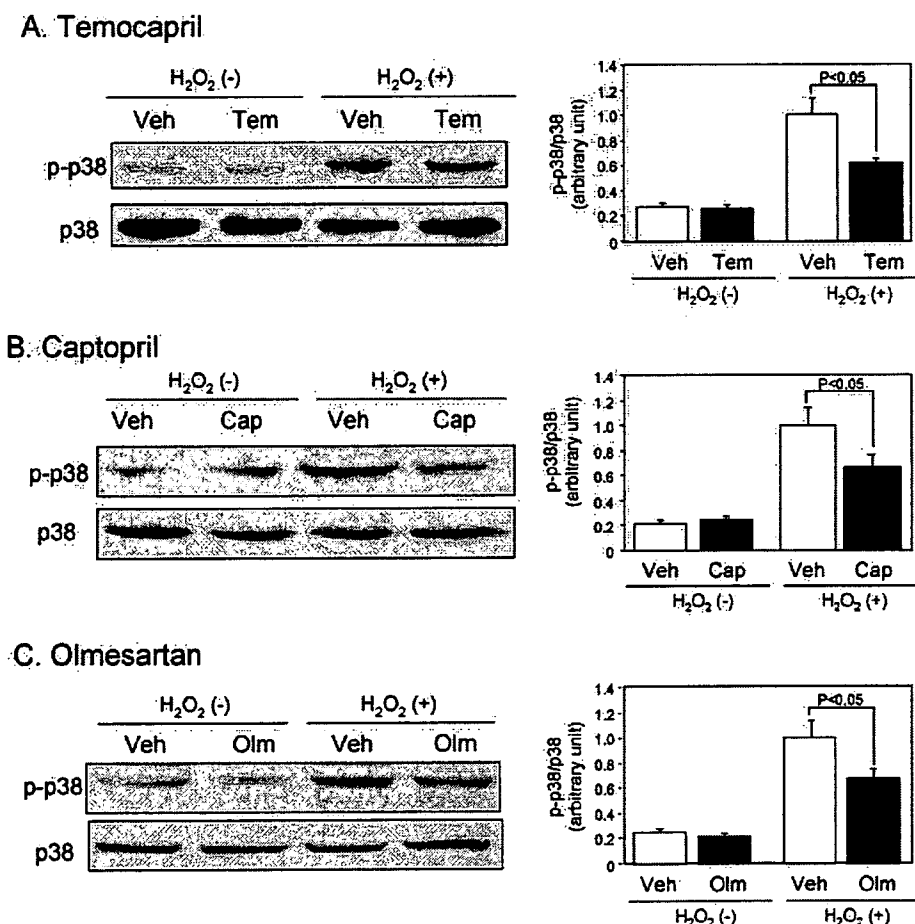 A. Temocapril
H₂O₂ (-) H₂O₂ (+)
Veh Tem Veh Tem
p-p38
p38
p-p38/p38
(arbitrary unit)
1.4
1.2
1.0
0.8
0.6
0.4
0.2
0
P<0.05
Veh Tem Veh Tem
H₂O₂ (-) H₂O₂ (+)
B. Captopril
H₂O₂ (-) H₂O₂ (+)
Veh Cap Veh Cap
p-p38
p38
p-p38/p38
(arbitrary unit)
1.4
1.2
1.0
0.8
0.6
0.4
0.2
0
P<0.05
Veh Cap Veh Cap
H₂O₂ (-) H₂O₂ (+)
C. Olmesartan
H₂O₂ (-) H₂O₂ (+)
Veh Olm Veh Olm
p-p38
p38
p-p38/p38
(arbitrary unit)
1.4
1.2
1.0
0.8
0.6
0.4
0.2
0
P<0.05
Veh Olm Veh Olm
H₂O₂ (-) H₂O₂ (+)